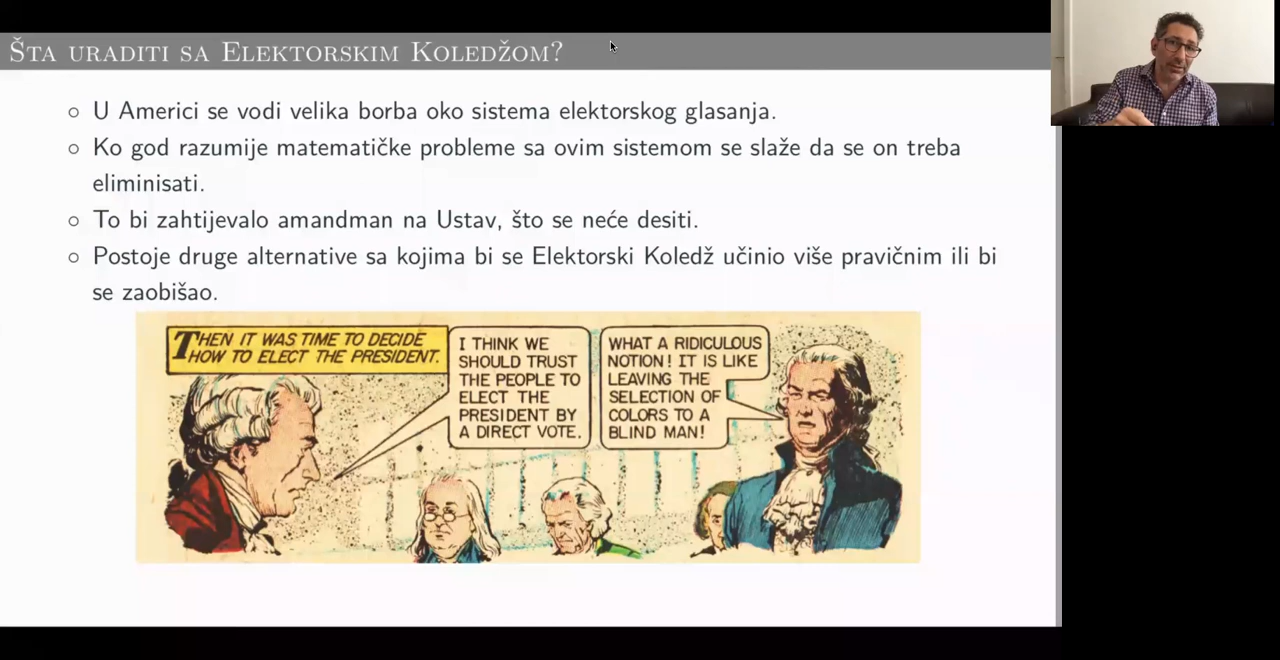 Šta uraditi sa Elektorskim Koledžom?
U Americi se vodi velika borba oko sistema elektorskog glasanja.
Ko god razumije matematičke probleme sa ovim sistemom se slaže da se on treba
eliminisati.
To bi zahtijevalo amandman na Ustav, što se neće desiti.
Postoje druge alternative sa kojima bi se Elektorski Koledž učinio više pravičnim ili bi
se zaobišao.
THEN IT WAS TIME TO DECIDE
HOW TO ELECT THE PRESIDENT.
I THINK WE
SHOULD TRUST
THE PEOPLE TO
ELECT THE
PRESIDENT BY
A DIRECT VOTE.
WHAT A RIDICULOUS
NOTION! IT IS LIKE
LEAVING THE
SELECTION OF
COLORS TO A
BLIND MAN!